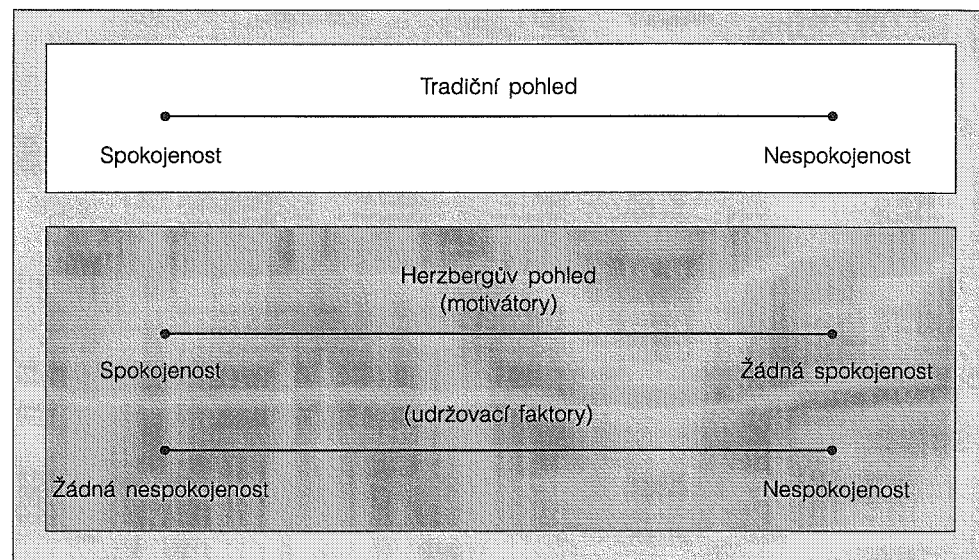 Tradiční pohled
Spokojenost Nespokojenost
Herzbergův pohled
(motivátory)
Spokojenost Žádná spokojenost
(udržovací faktory)
Žádná nespokojenost Nespokojenost